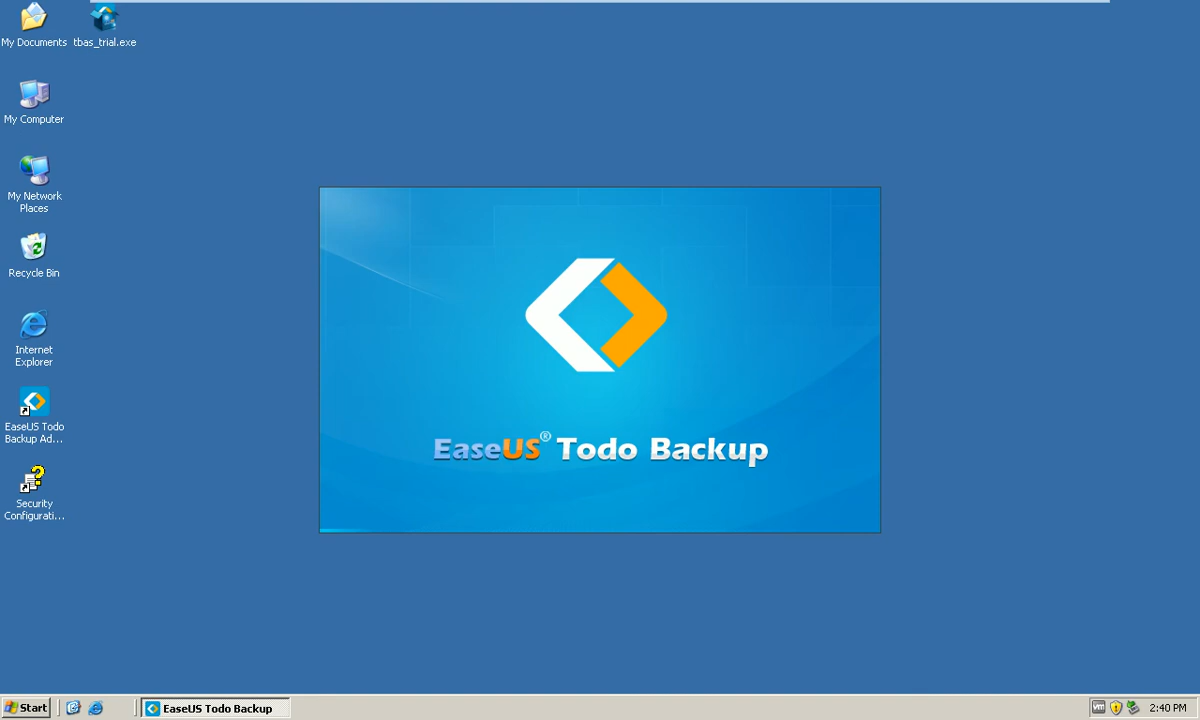 My Documents
tbas_trial.exe
My Computer
My Network
Places
Recycle Bin
Internet
Explorer
EaseUS Todo
Backup Ad...
Security
Configurati...
EaseUS® Todo Backup
Start
EaseUS Todo Backup
vm
2:40 PM